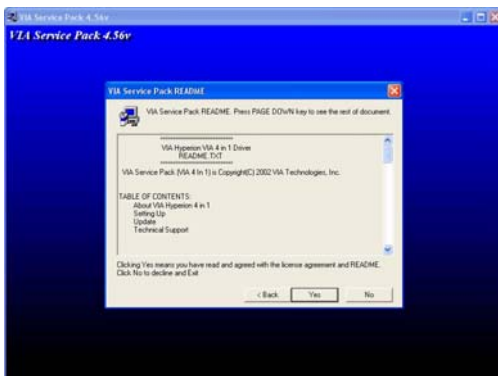 VIA Service Pack 4.56v
VIA Service Pack 4.56v
VIA Service Pack README
VIA Service Pack README. Press PAGE DOWN key to see the rest of document.
==========================
VIA Hyperion VIA 4 in 1 Driver
README.TXT
==========================
VIA Service Pack (VIA 4 In 1) is Copyright(C) 2002 VIA Technologies, Inc.
TABLE OF CONTENTS:
About VIA Hyperion 4 in 1
Setting Up
Update
Technical Support
Clicking Yes means you have read and agreed with the license agreement and README.
Click No to decline and Exit
< Back
Yes
No